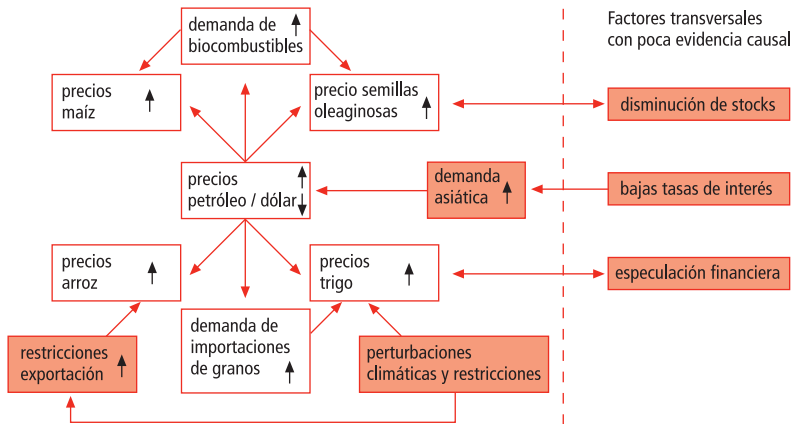 demanda de
biocombustibles
Factores transversales
con poca evidencia causal
precios
maíz
precio semillas
oleaginosas
disminución de stocks
precios
petróleo / dólar
demanda
asiática
bajas tasas de interés
precios
arroz
precios
trigo
especulación financiera
restricciones
exportación
demanda de
importaciones
de granos
perturbaciones
climáticas y restricciones